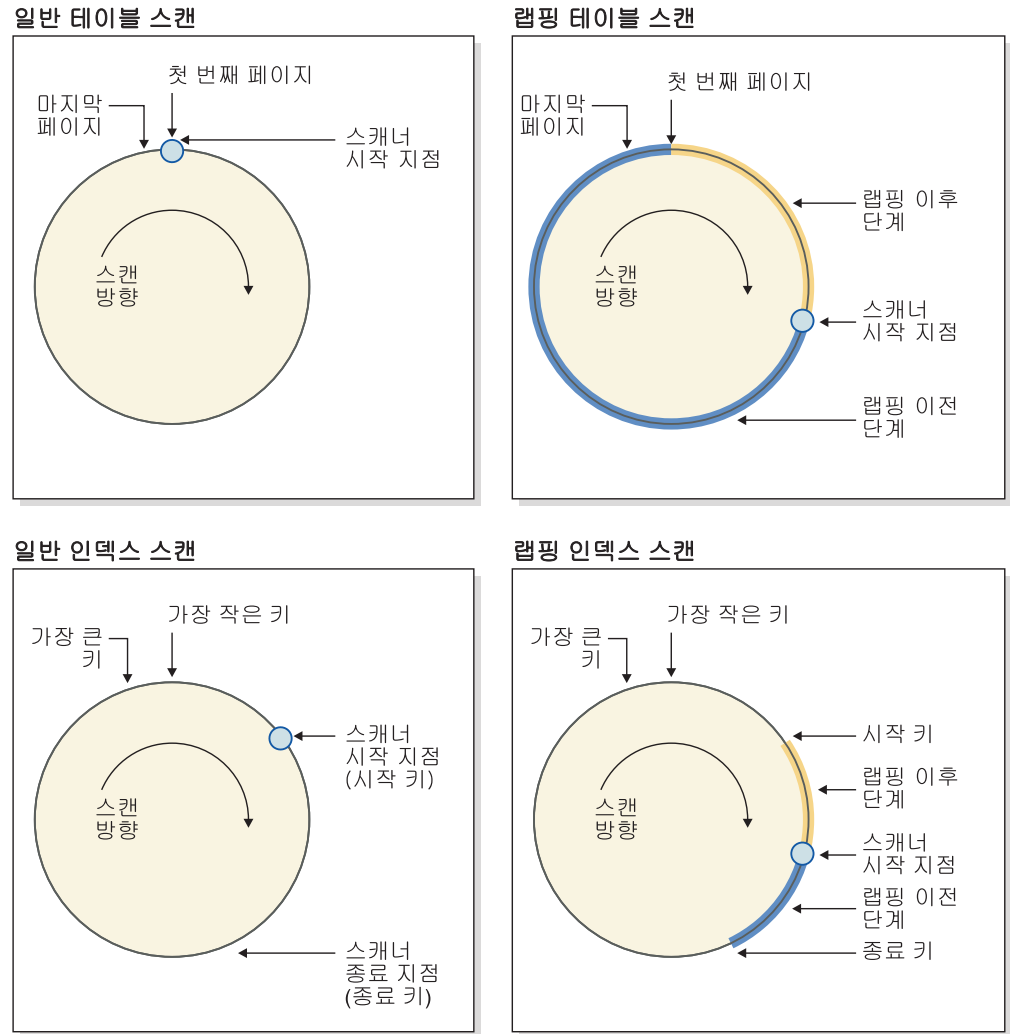 일반 테이블 스캔
첫 번째 페이지
마지막
페이지
스캐너
시작 지점
스캔
방향
랩핑 테이블 스캔
첫 번째 페이지
마지막
페이지
랩핑 이후
단계
스캔
방향
스캐너
시작 지점
랩핑 이전
단계
일반 인덱스 스캔
가장 작은 키
가장 큰
키
스캐너
시작 지점
(시작 키)
스캔
방향
스캐너
종료 지점
(종료 키)
랩핑 인덱스 스캔
가장 작은 키
가장 큰
키
시작 키
랩핑 이후
단계
스캔
방향
스캐너
시작 지점
랩핑 이전
단계
종료 키